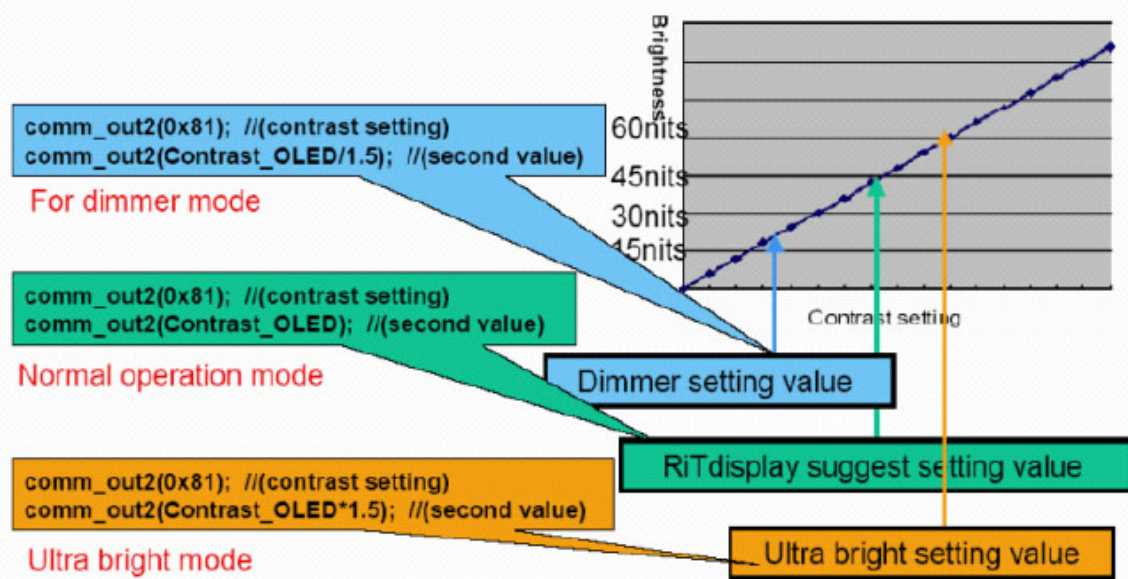 Brightness
60nits
45nits
30nits
15nits
Contrast setting
comm_out2(0x81); //(contrast setting)
comm_out2(Contrast_OLED/1.5); //(second value)
For dimmer mode
comm_out2(0x81); //(contrast setting)
comm_out2(Contrast_OLED); //(second value)
Normal operation mode
Dimmer setting value
RiTdisplay suggest setting value
comm_out2(0x81); //(contrast setting)
comm_out2(Contrast_OLED*1.5); //(second value)
Ultra bright mode
Ultra bright setting value